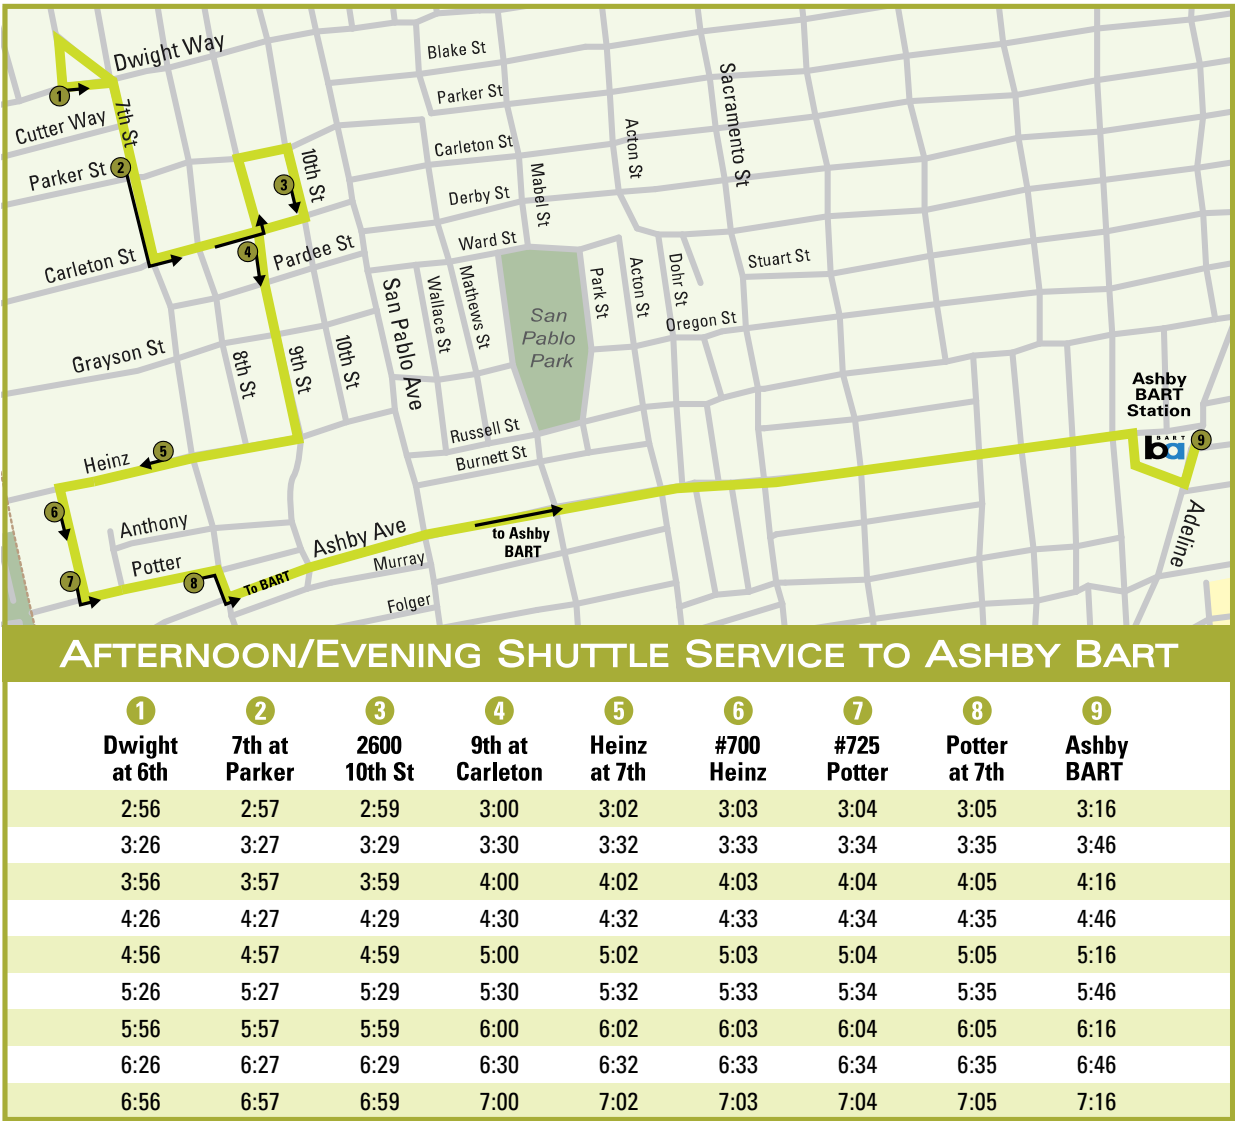 Dwight Way
Blake St
Sacramento St
Parker St
1
7th St
Cutter Way
Acton St
Carleton St
10th St
2
Parker St
Mabel St
3
Derby St
Ward St
4
Pardee St
Carleton St
Stuart St
Dohr St
Acton St
Park St
Mathews St
Wallace St
San Pablo Ave
San
Pablo
Park
Oregon St
Grayson St
8th St
9th St
10th St
Ashby
BART
Station
Russell St
BART
ba
9
Burnett St
5
Heinz
6
Anthony
Ashby Ave
to Ashby
BART
Adeline
Potter
Murray
7
8
To BART
Folger
AFTERNOON/EVENING SHUTTLE SERVICE TO ASHBY BART
1 2 3 4 5 6 7 8 9
Dwight 7th at 2600 9th at Heinz #700 #725 Potter Ashby
at 6th Parker 10th St Carleton at 7th Heinz Potter at 7th BART
2:56 2:57 2:59 3:00 3:02 3:03 3:04 3:05 3:16
3:26 3:27 3:29 3:30 3:32 3:33 3:34 3:35 3:46
3:56 3:57 3:59 4:00 4:02 4:03 4:04 4:05 4:16
4:26 4:27 4:29 4:30 4:32 4:33 4:34 4:35 4:46
4:56 4:57 4:59 5:00 5:02 5:03 5:04 5:05 5:16
5:26 5:27 5:29 5:30 5:32 5:33 5:34 5:35 5:46
5:56 5:57 5:59 6:00 6:02 6:03 6:04 6:05 6:16
6:26 6:27 6:29 6:30 6:32 6:33 6:34 6:35 6:46
6:56 6:57 6:59 7:00 7:02 7:03 7:04 7:05 7:16